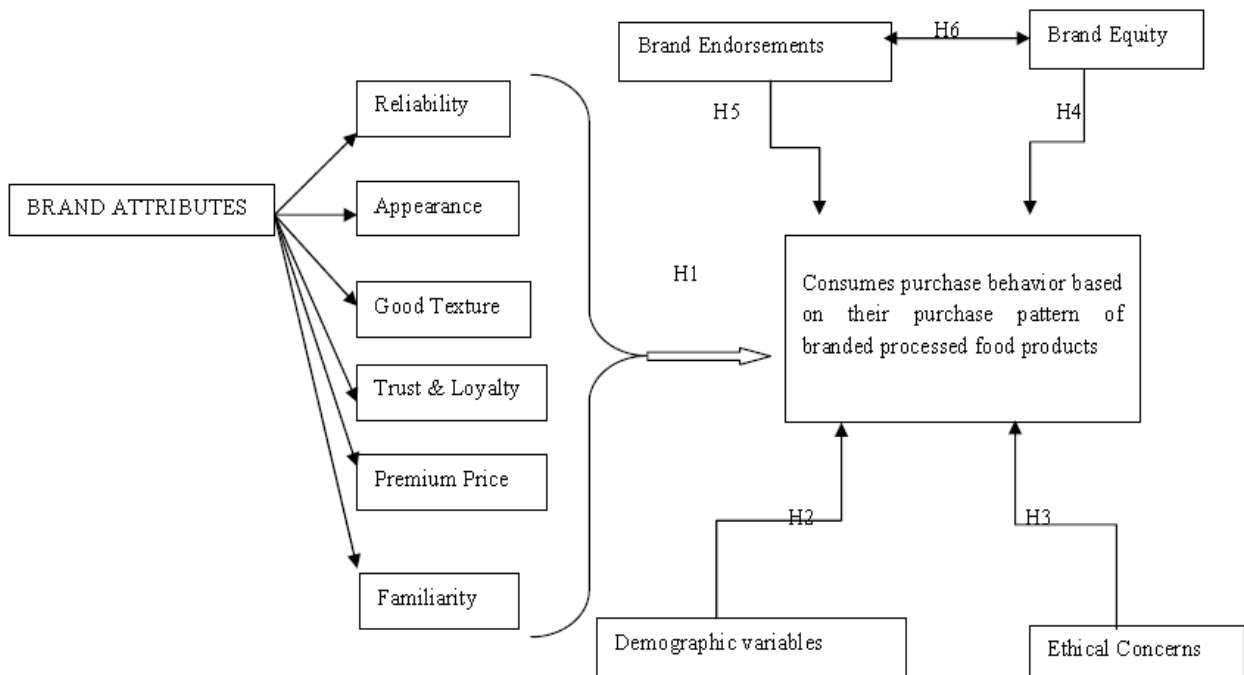 Brand Endorsements
H6
Brand Equity
Reliability
H5
H4
BRAND ATTRIBUTES
Appearance
Good Texture
H1
Consumes purchase behavior based
on their purchase pattern of
branded processed food products
Trust & Loyalty
Premium Price
H2
H3
Familiarity
Demographic variables
Ethical Concerns